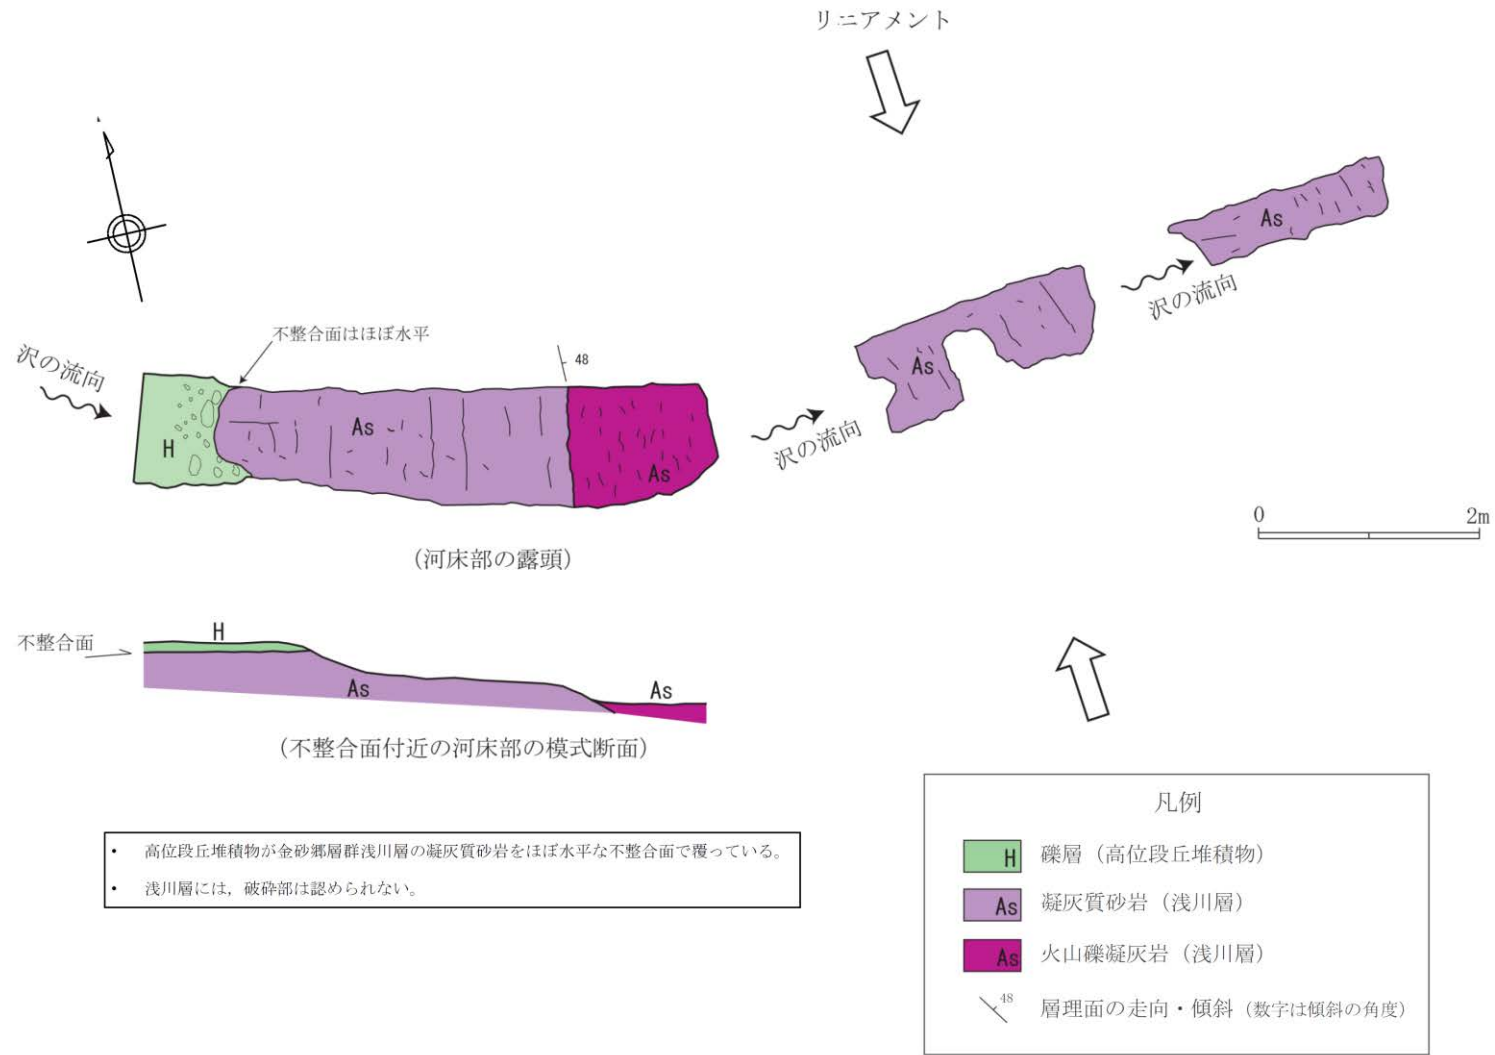 リニアメント
沢の流向
不整合面はほぼ水平
48
H
As
As
As
As
沢の流向
沢の流向
0 2m
(河床部の露頭)
不整合面
H
As
As
(不整合面付近の河床部の模式断面)
・ 高位段丘堆積物が金砂郷層群浅川層の凝灰質砂岩をほぼ水平な不整合面で覆っている。
・ 浅川層には，破砕部は認められない。
凡例
H 礫層（高位段丘堆積物）
As 凝灰質砂岩（浅川層）
As 火山礫凝灰岩（浅川層）
48 層理面の走向・傾斜（数字は傾斜の角度）